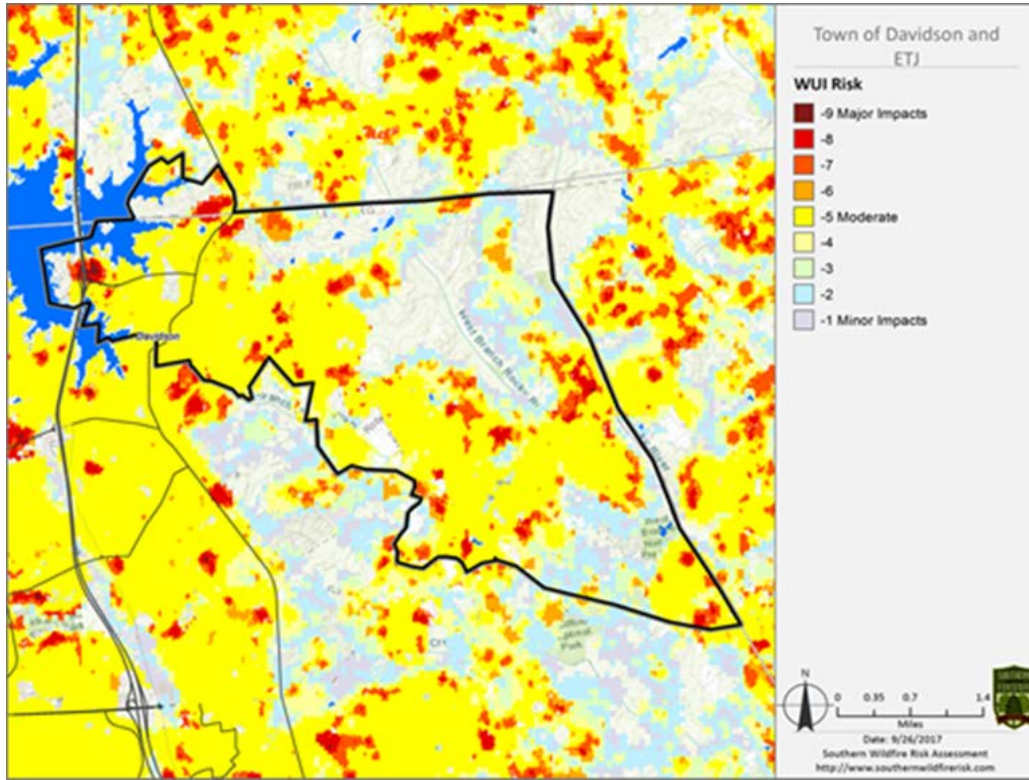 Town of Davidson and
ETJ
WUI Risk
-9 Major Impacts
-8
-7
-6
-5 Moderate
-4
-3
-2
-1 Minor Impacts
Davidson
West Branch Rocky Ri
N
0 0.35 0.7 1.4
Miles
Date: 9/26/2017
Southern Wildfire Risk Assessment
http://www.southernwildfirerisk.com